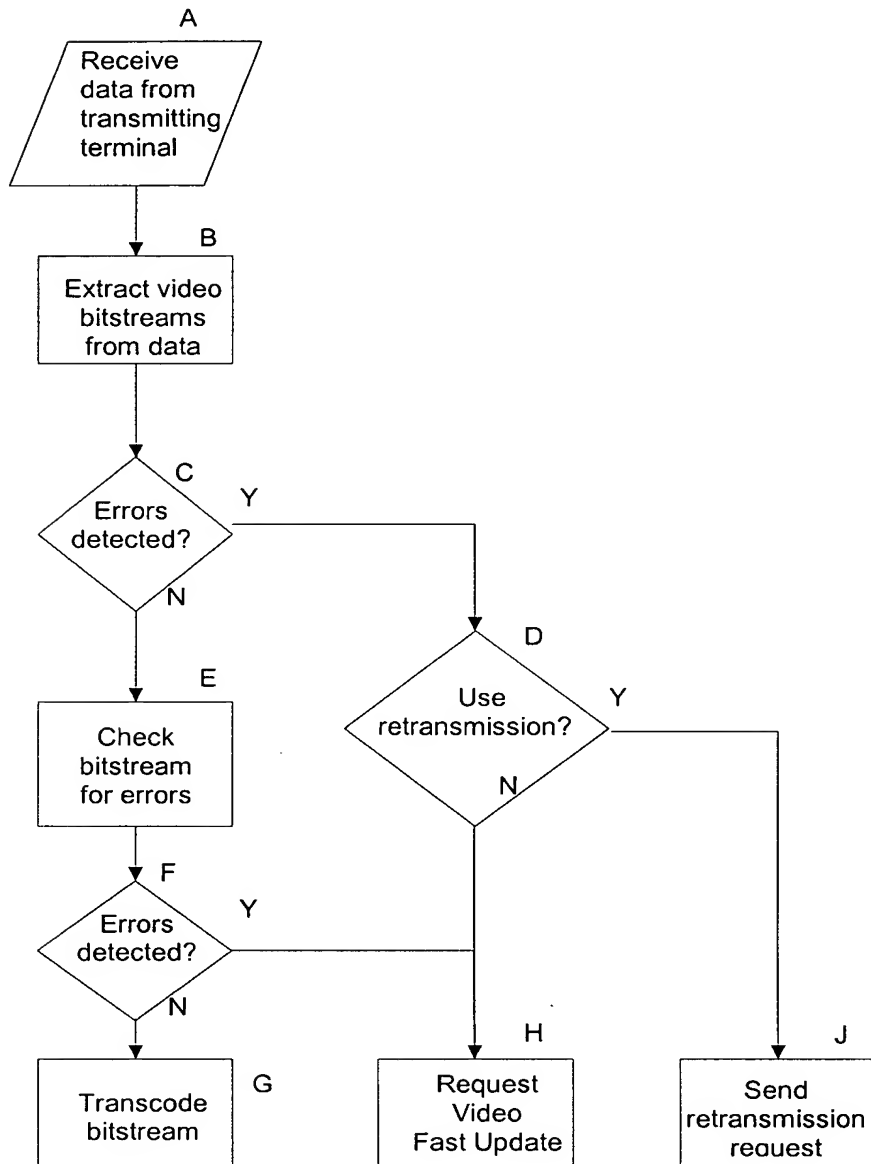 A
Receive
data from
transmitting
terminal
B
Extract video
bitstreams
from data
C
Y
Errors
detected?
N
D
E
Use
retransmission?
Y
Check
bitstream
for errors
N
F
Y
Errors
detected?
N
H
J
G
Transcode
bitstream
Request
Video
Fast Update
Send
retransmission
request